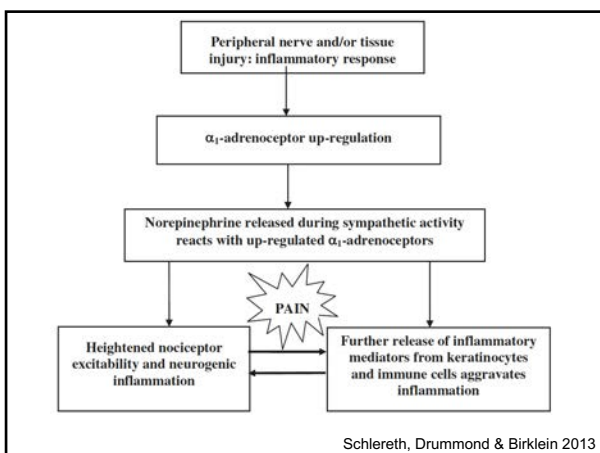 Peripheral nerve and/or tissue
injury: inflammatory response
α₁-adrenoceptor up-regulation
Norepinephrine released during sympathetic activity
reacts with up-regulated α₁-adrenoceptors
PAIN
Heightened nociceptor
excitability and neurogenic
inflammation
Further release of inflammatory
mediators from keratinocytes
and immune cells aggravates
inflammation
Schlereth, Drummond & Birklein 2013